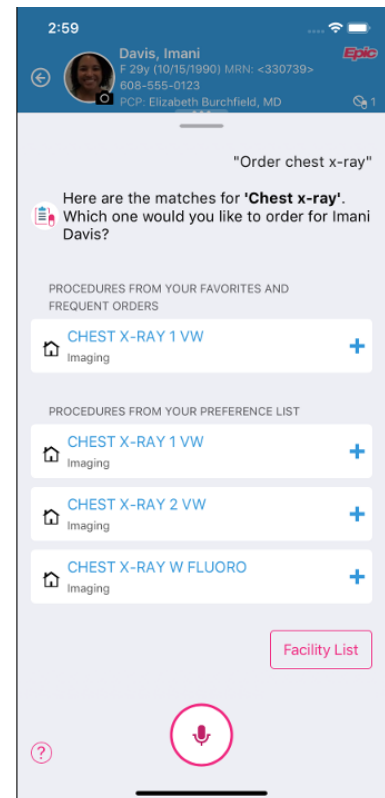 2:59
Davis, Imani
Epic
F 29y (10/15/1990) MRN: <330739>
608-555-0123
PCP: Elizabeth Burchfield, MD
1
"Order chest x-ray"
Here are the matches for 'Chest x-ray'.
Which one would you like to order for Imani
Davis?
PROCEDURES FROM YOUR FAVORITES AND
FREQUENT ORDERS
CHEST X-RAY 1 VW
Imaging
PROCEDURES FROM YOUR PREFERENCE LIST
CHEST X-RAY 1 VW
Imaging
CHEST X-RAY 2 VW
Imaging
CHEST X-RAY W FLUORO
Imaging
Facility List
?